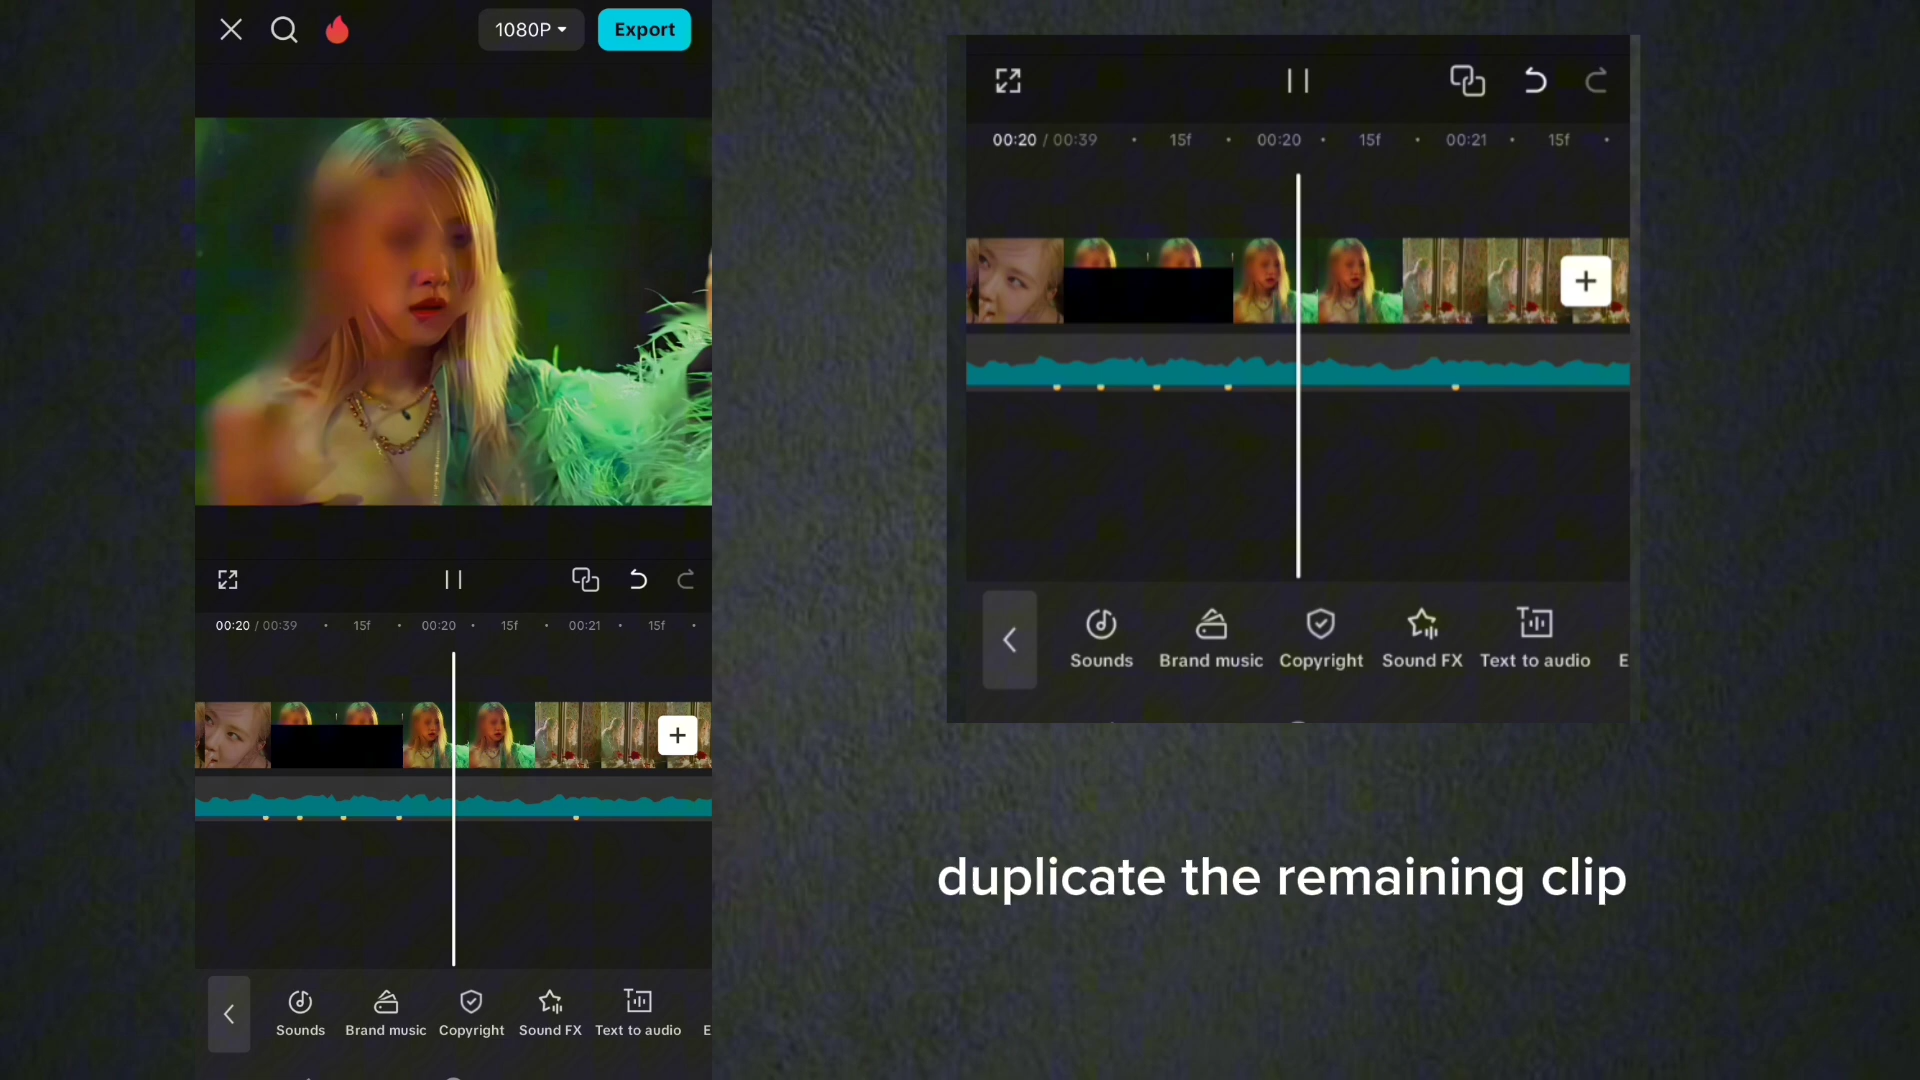 1080P
Export
00:20 / 00:39 15f 00:20 15f 00:21 15f
Sounds
Brand music
Copyright
Sound FX
Text to audio
E
00:20 / 00:39 15f 00:20 15f 00:21 15f
Sounds
Brand music
Copyright
Sound FX
Text to audio
E
duplicate the remaining clip